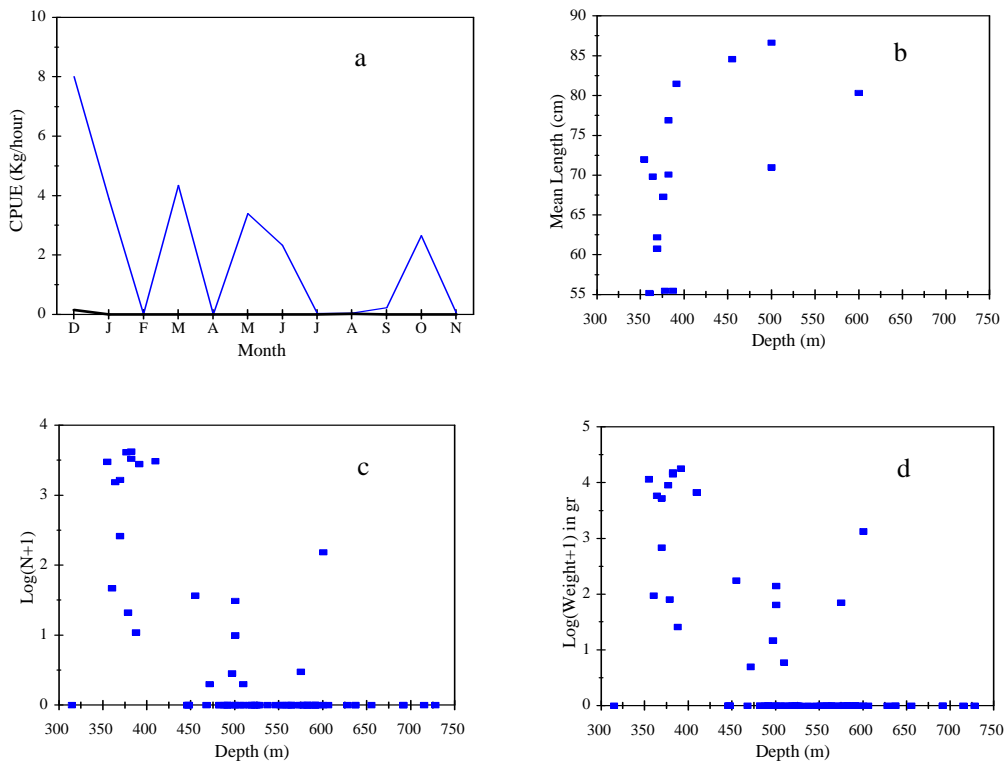 10
8
6
4
2
0
CPUE (Kg/hour)
a
D J F M A M J J A S O N
Month
90
85
80
75
70
65
60
55
Mean Length (cm)
b
300 350 400 450 500 550 600 650 700 750
Depth (m)
4
3
2
1
0
Log(N+1)
c
300 350 400 450 500 550 600 650 700 750
Depth (m)
5
4
3
2
1
0
Log(Weight+1) in gr
d
300 350 400 450 500 550 600 650 700 750
Depth (m)